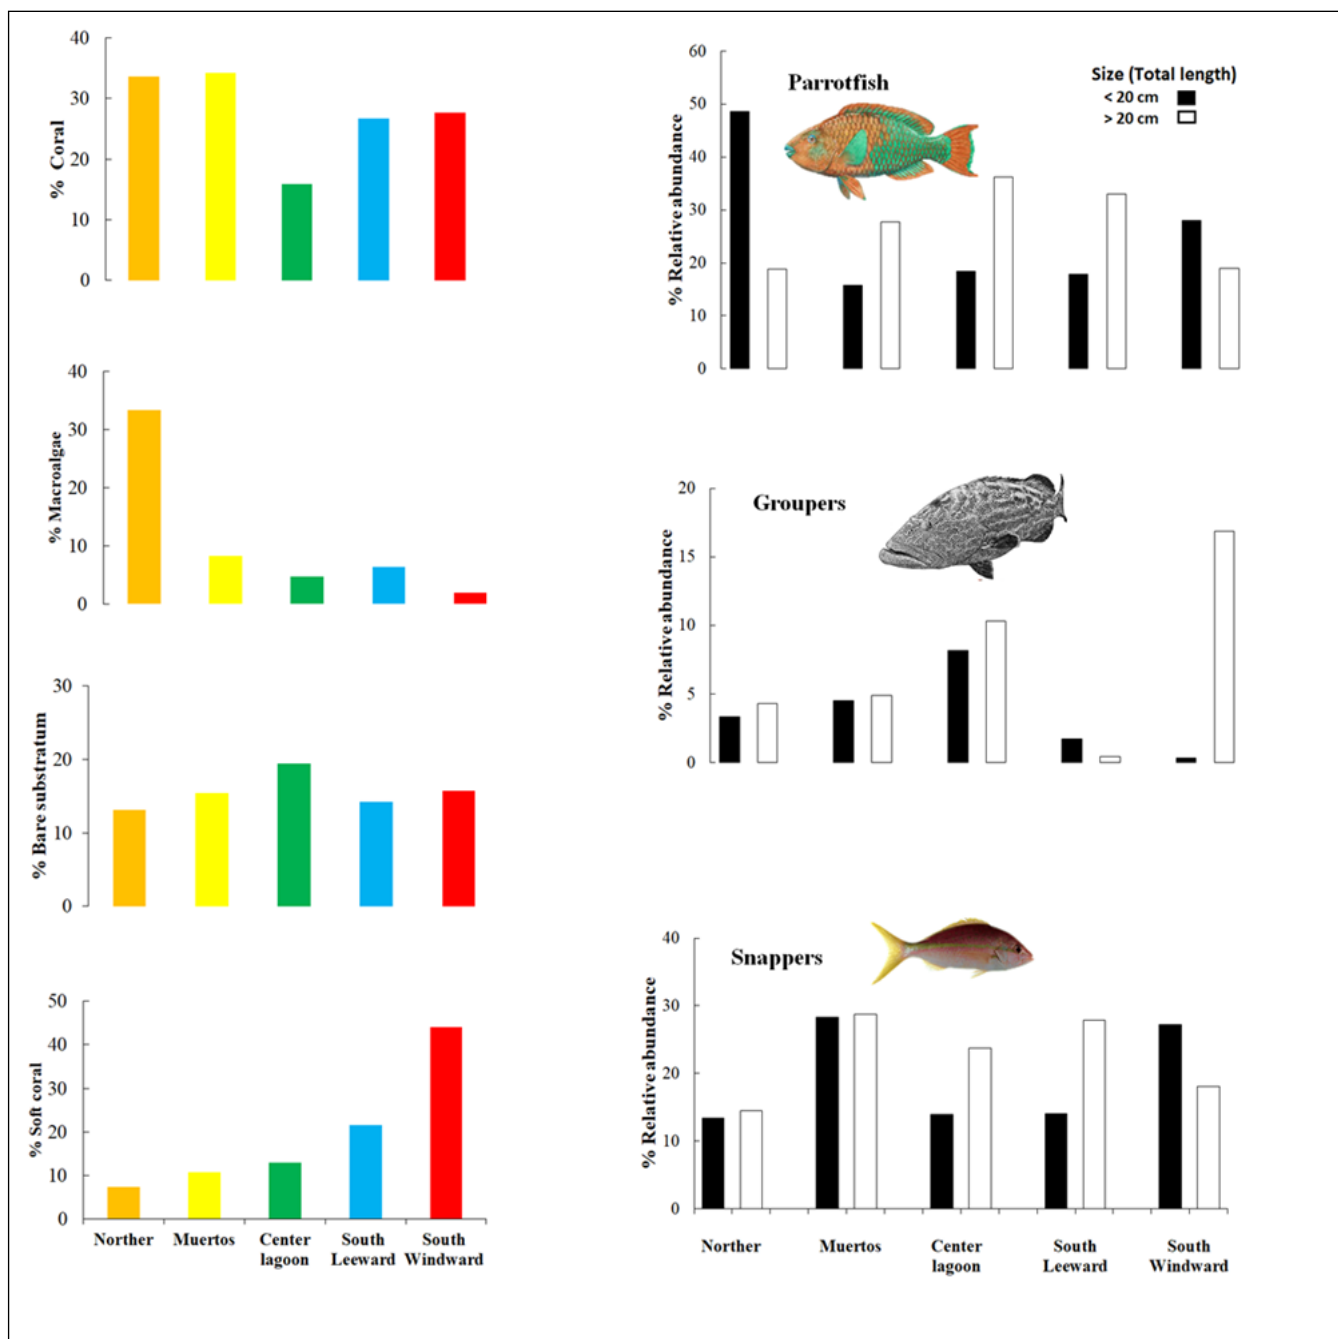 % Coral
40
30
20
10
0
% Macroalgae
40
30
20
10
0
% Bare substratum
30
20
10
0
% Soft coral
50
40
30
20
10
0
Norther
Muertos
Center
lagoon
South
Leeward
South
Windward
Parrotfish
Size (Total length)
< 20 cm
> 20 cm
% Relative abundance
60
50
40
30
20
10
0
Groupers
% Relative abundance
20
15
10
5
0
Snappers
% Relative abundance
40
30
20
10
0
Norther
Muertos
Center
lagoon
South
Leeward
South
Windward